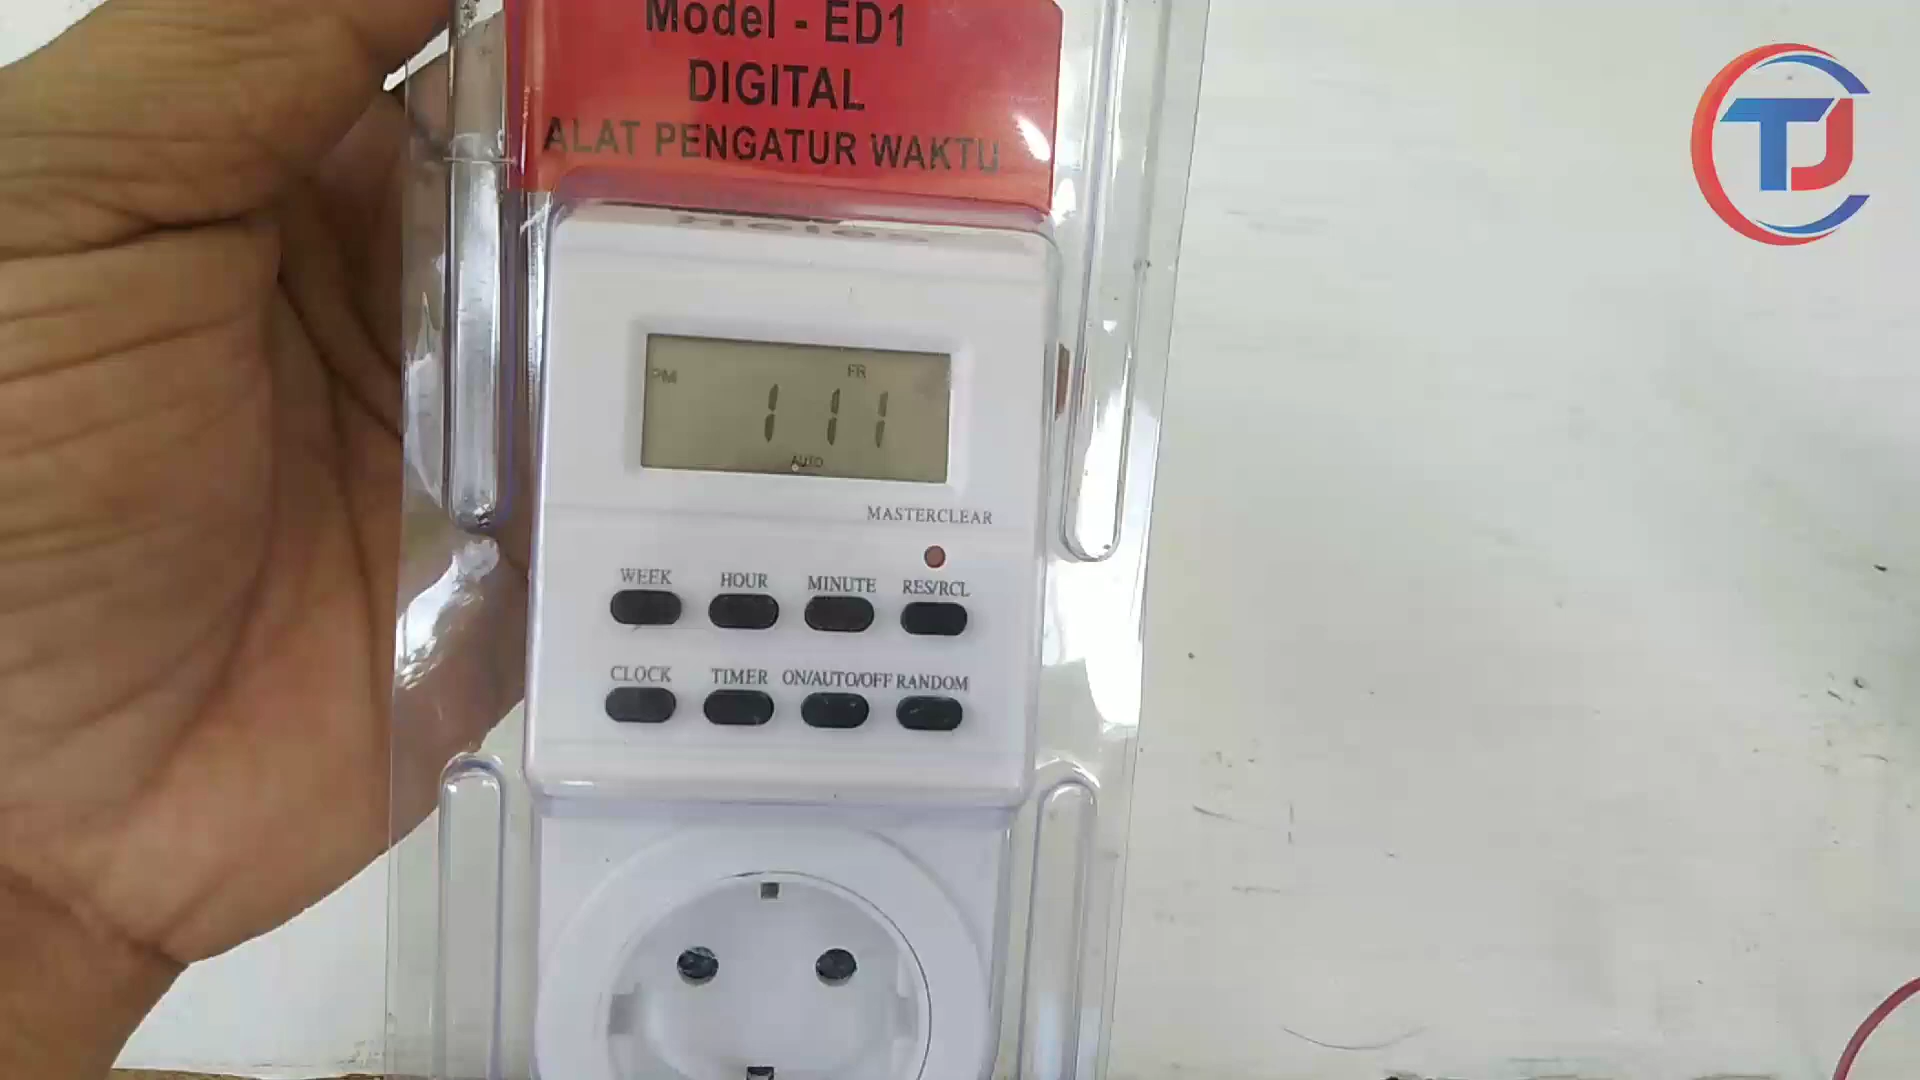 Model - ED1
DIGITAL
ALAT PENGATUR WAKTU
TJ
PM
FR
1 11
AUTO
MASTERCLEAR
WEEK HOUR MINUTE RES/RCL
CLOCK TIMER ON/AUTO/OFF RANDOM